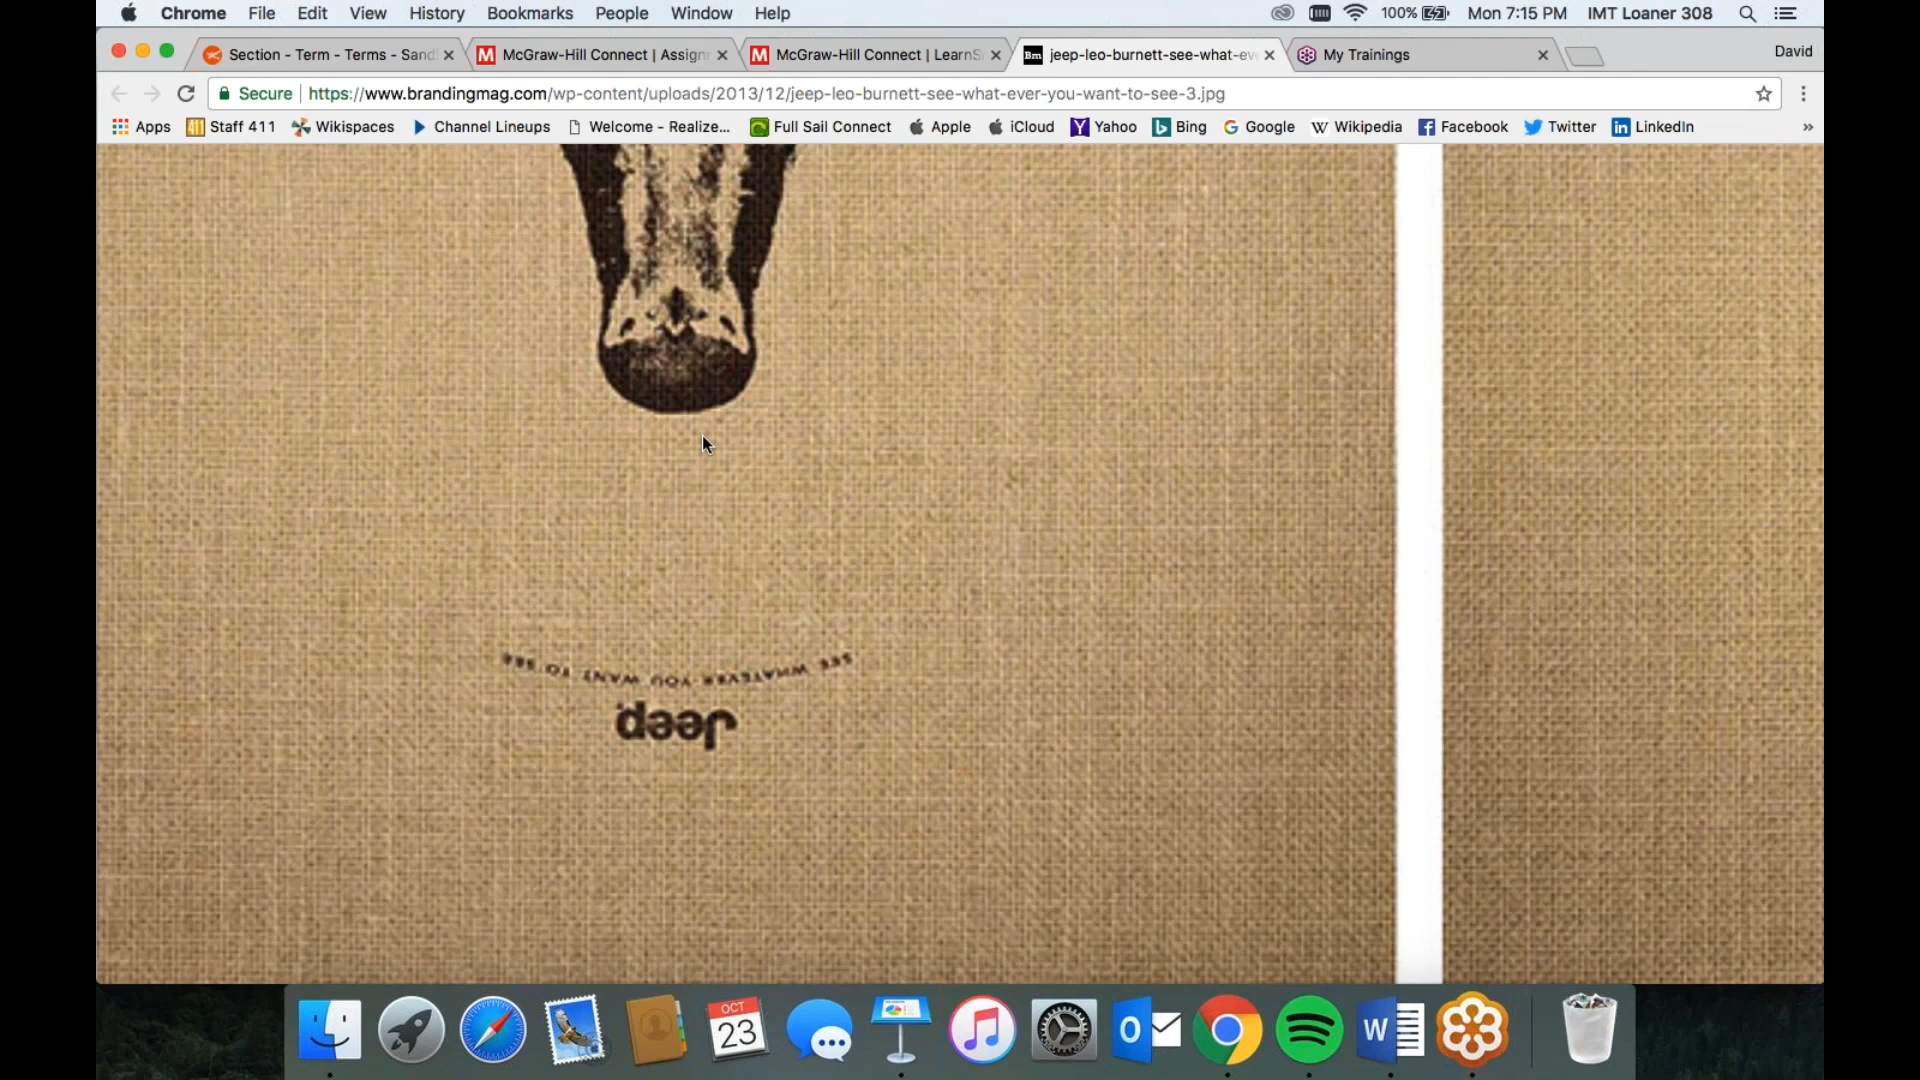 Chrome File Edit View History Bookmarks People Window Help 100% Mon 7:15 PM IMT Loaner 308
Section - Term - Terms - Sand McGraw-Hill Connect | Assign McGraw-Hill Connect | LearnS Bm jeep-leo-burnett-see-what-ev My Trainings David
Secure https://www.brandingmag.com/wp-content/uploads/2013/12/jeep-leo-burnett-see-what-ever-you-want-to-see-3.jpg
Apps 411 Staff 411 Wikispaces Channel Lineups Welcome - Realize... Full Sail Connect Apple iCloud Yahoo Bing Google W Wikipedia Facebook Twitter in LinkedIn »
SEE WHATEVER YOU WANT TO SEE
Jeep
OCT
23